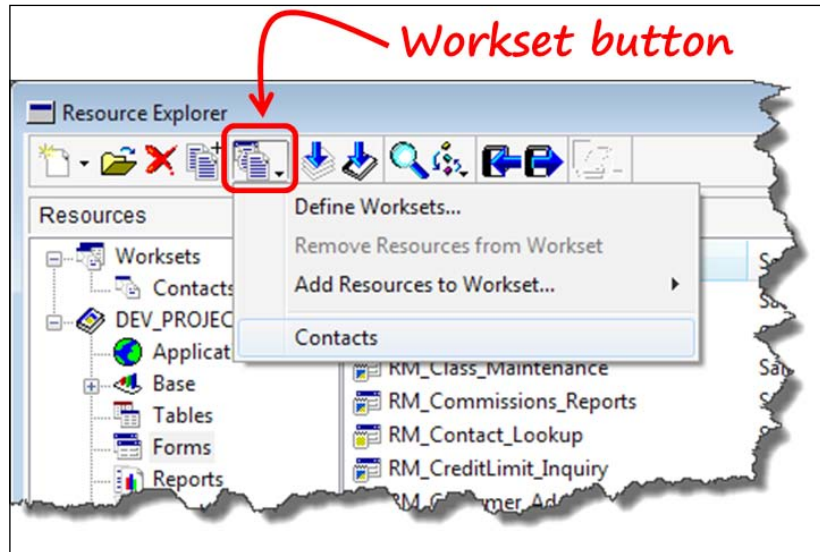 Workset button
Resource Explorer
Resources
Define Worksets...
Remove Resources from Workset
Add Resources to Workset...
Contacts
Worksets
Contacts
DEV_PROJEC
Applicat
Base
Tables
Forms
Reports
RM_Class_Maintenance
RM_Commissions_Reports
RM_Contact_Lookup
RM_CreditLimit_Inquiry